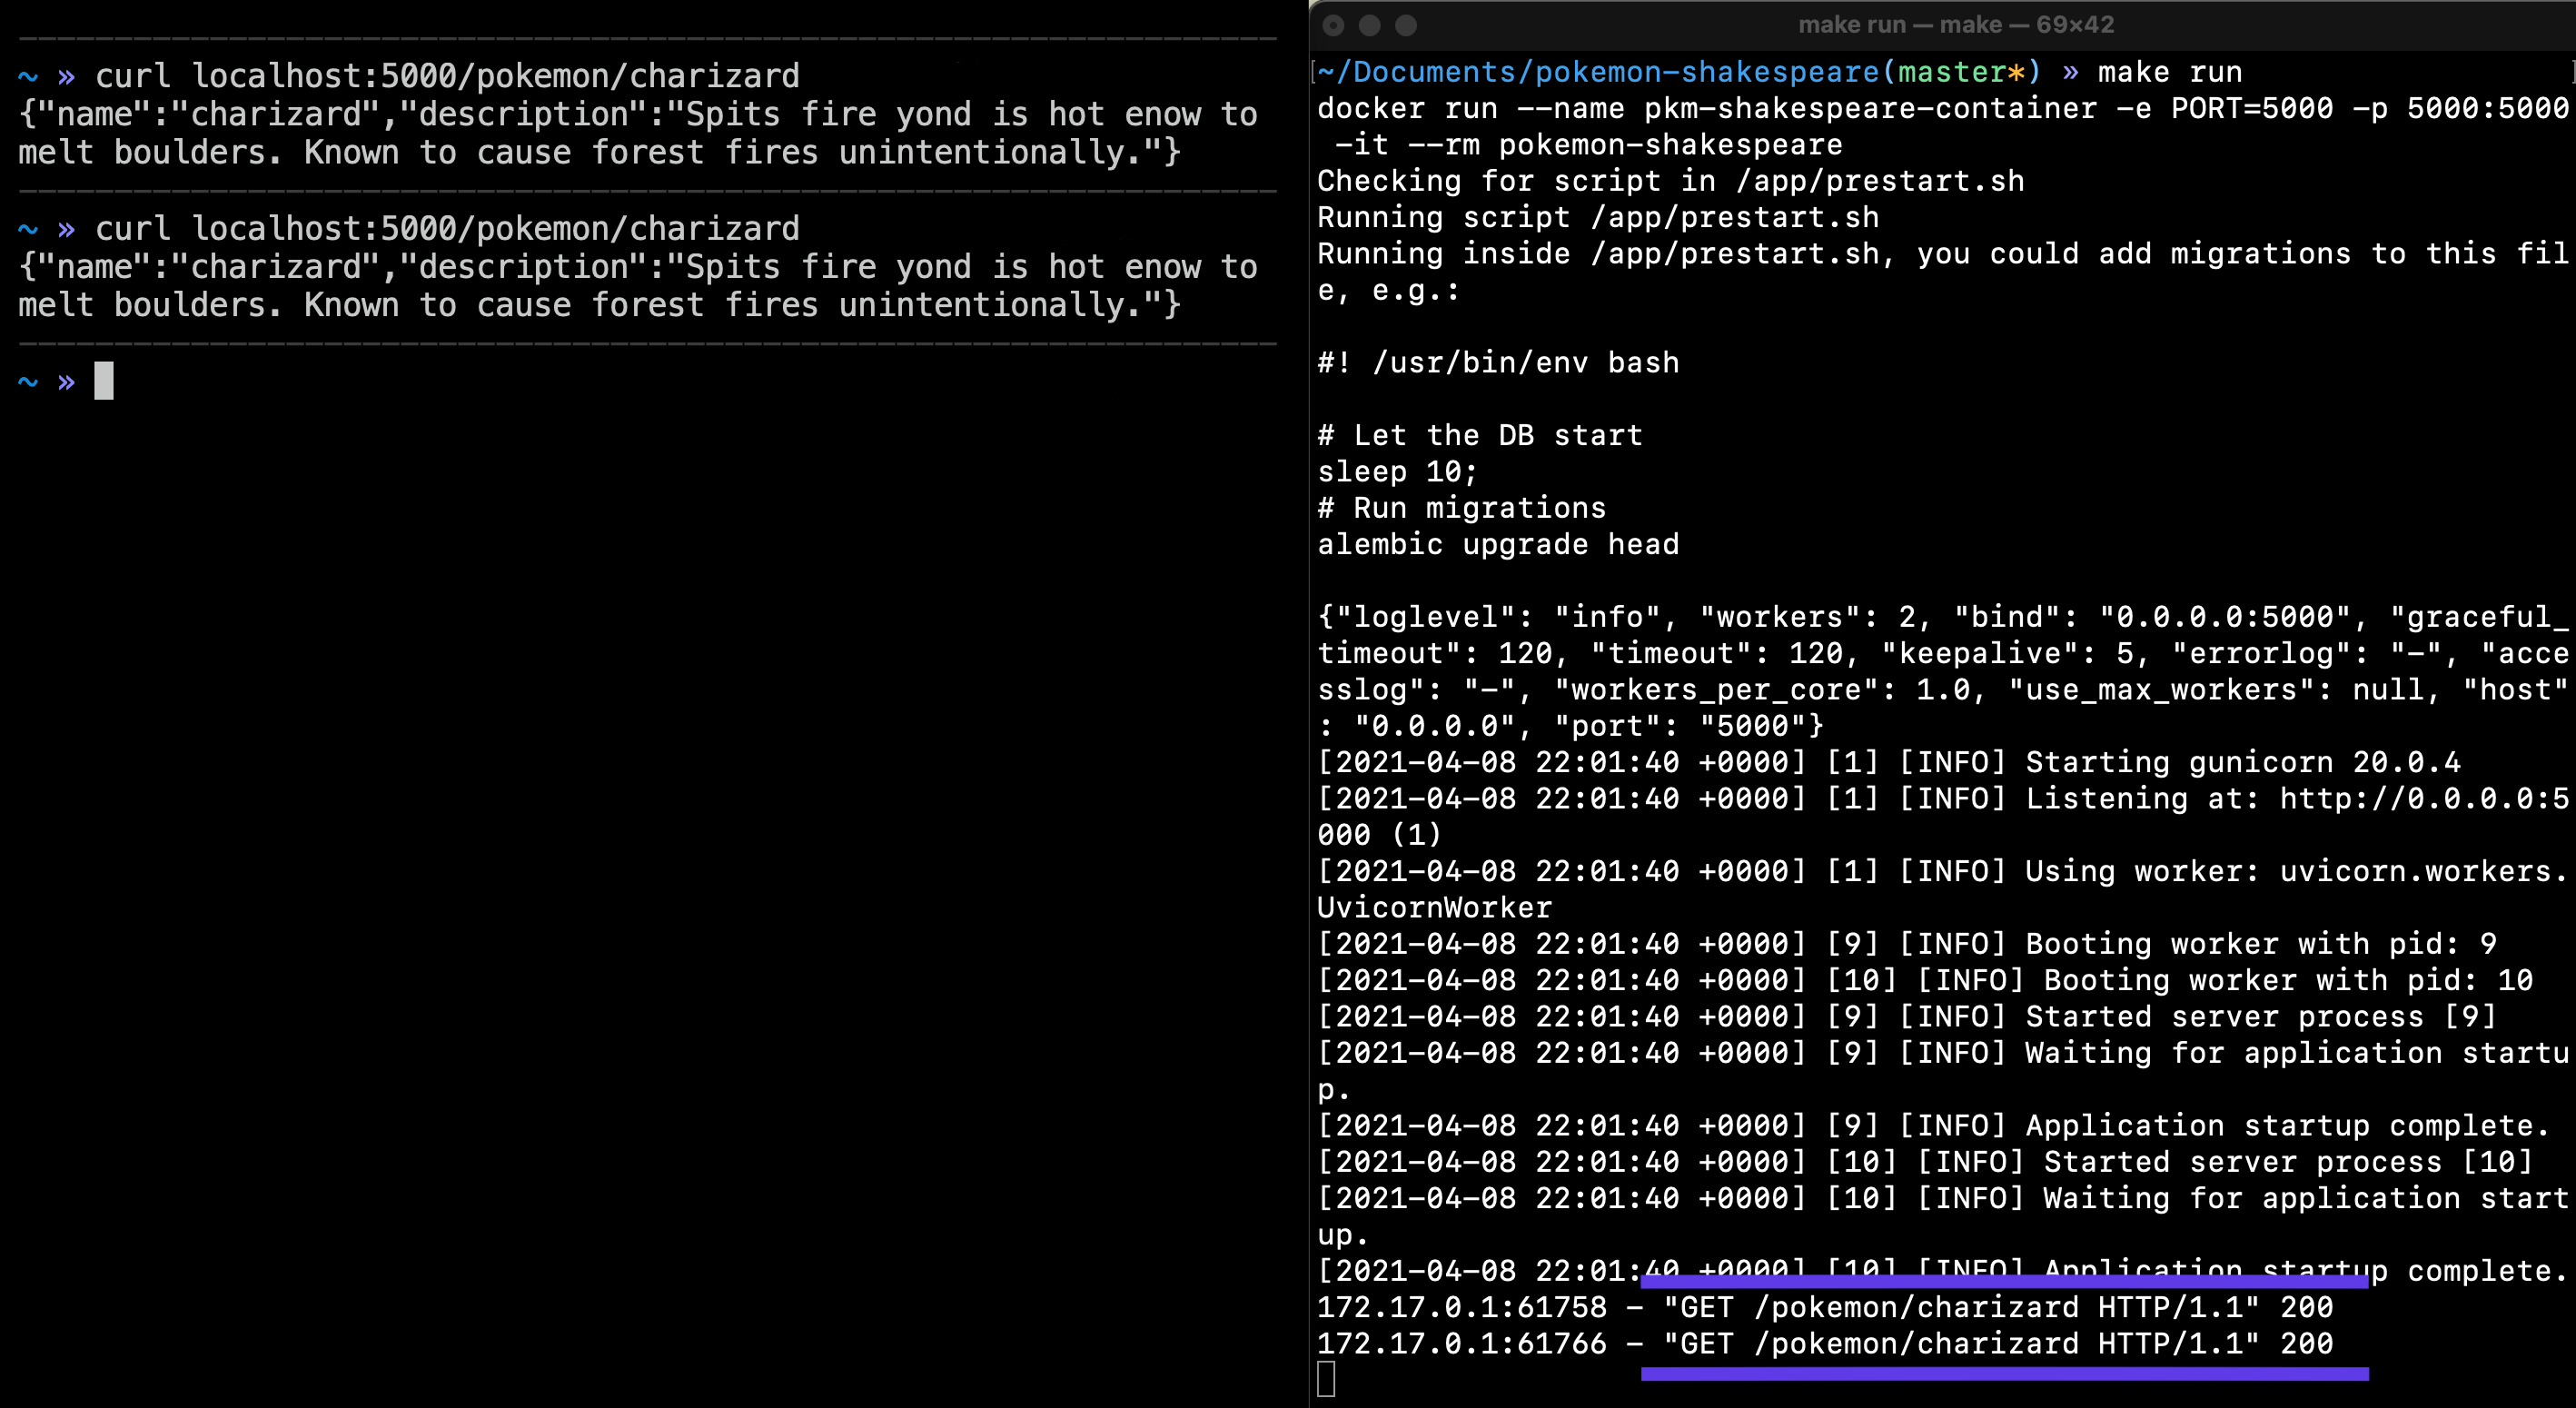 ~ » curl localhost:5000/pokemon/charizard
{"name":"charizard","description":"Spits fire yond is hot enow to
melt boulders. Known to cause forest fires unintentionally."}
~ » curl localhost:5000/pokemon/charizard
{"name":"charizard","description":"Spits fire yond is hot enow to
melt boulders. Known to cause forest fires unintentionally."}
~ »
make run — make — 69×42
[~/Documents/pokemon-shakespeare(master*) » make run ]
docker run --name pkm-shakespeare-container -e PORT=5000 -p 5000:5000
 -it --rm pokemon-shakespeare
Checking for script in /app/prestart.sh
Running script /app/prestart.sh
Running inside /app/prestart.sh, you could add migrations to this fil
e, e.g.:
#! /usr/bin/env bash
# Let the DB start
sleep 10;
# Run migrations
alembic upgrade head
{"loglevel": "info", "workers": 2, "bind": "0.0.0.0:5000", "graceful_
timeout": 120, "timeout": 120, "keepalive": 5, "errorlog": "-", "acce
sslog": "-", "workers_per_core": 1.0, "use_max_workers": null, "host"
: "0.0.0.0", "port": "5000"}
[2021-04-08 22:01:40 +0000] [1] [INFO] Starting gunicorn 20.0.4
[2021-04-08 22:01:40 +0000] [1] [INFO] Listening at: http://0.0.0.0:5
000 (1)
[2021-04-08 22:01:40 +0000] [1] [INFO] Using worker: uvicorn.workers.
UvicornWorker
[2021-04-08 22:01:40 +0000] [9] [INFO] Booting worker with pid: 9
[2021-04-08 22:01:40 +0000] [10] [INFO] Booting worker with pid: 10
[2021-04-08 22:01:40 +0000] [9] [INFO] Started server process [9]
[2021-04-08 22:01:40 +0000] [9] [INFO] Waiting for application startu
p.
[2021-04-08 22:01:40 +0000] [9] [INFO] Application startup complete.
[2021-04-08 22:01:40 +0000] [10] [INFO] Started server process [10]
[2021-04-08 22:01:40 +0000] [10] [INFO] Waiting for application start
up.
[2021-04-08 22:01:40 +0000] [10] [INFO] Application startup complete.
172.17.0.1:61758 - "GET /pokemon/charizard HTTP/1.1" 200
172.17.0.1:61766 - "GET /pokemon/charizard HTTP/1.1" 200